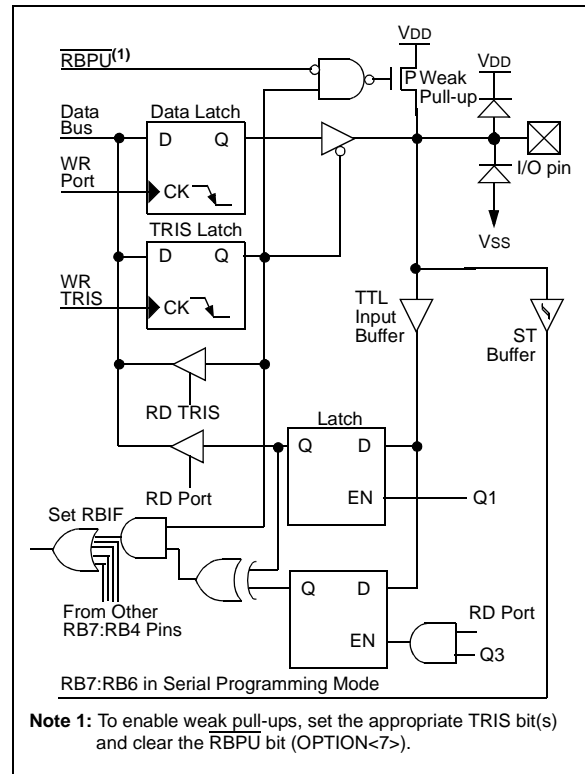 VDD
RBPU(1)
P Weak
Pull-up
VDD
Data
Bus
Data Latch
D Q
WR
Port
CK
I/O pin
VSS
TRIS Latch
D Q
WR
TRIS
CK
TTL
Input
Buffer
ST
Buffer
RD TRIS
Latch
Q D
RD Port
EN
Q1
Set RBIF
Q D
From Other
RB7:RB4 Pins
RD Port
EN
Q3
RB7:RB6 in Serial Programming Mode
Note 1: To enable weak pull-ups, set the appropriate TRIS bit(s)
and clear the RBPU bit (OPTION<7>).